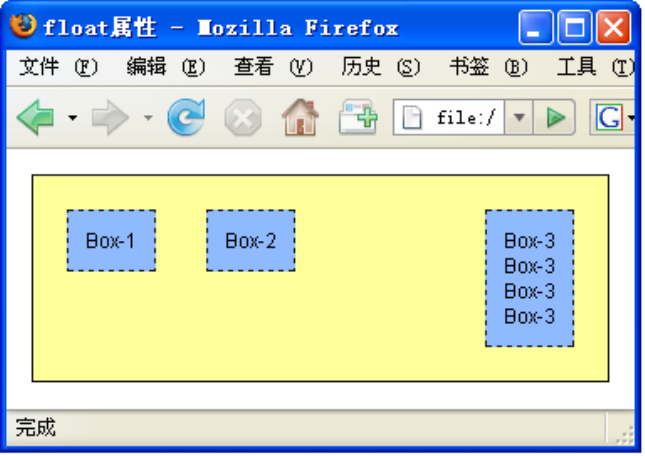 float属性 - Mozilla Firefox
文件 (F) 编辑 (E) 查看 (V) 历史 (S) 书签 (B) 工具 (T)
file:/ G
Box-1 Box-2 Box-3
Box-3
Box-3
Box-3
完成